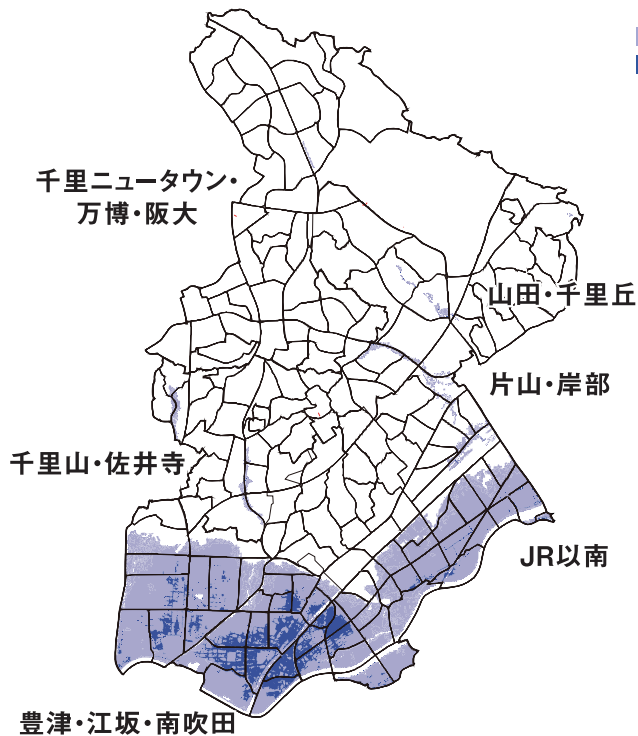 千里ニュータウン・
万博・阪大
山田・千里丘
片山・岸部
千里山・佐井寺
JR以南
豊津・江坂・南吹田